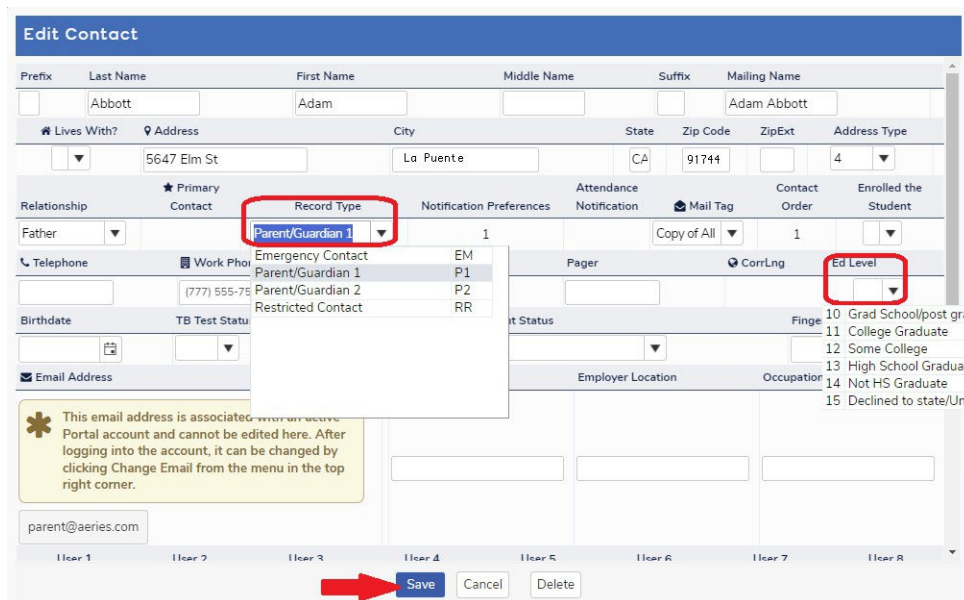 Edit Contact
Prefix Last Name First Name Middle Name Suffix Mailing Name
Abbott Adam Adam Abbott
Lives With? Address City State Zip Code ZipExt Address Type
5647 Elm St La Puente CA 91744 4
Relationship Primary Contact Record Type Notification Preferences Attendance Notification Mail Tag Contact Order Enrolled the Student
Father Parent/Guardian 1 1 Copy of All 1
Emergency Contact EM
Parent/Guardian 1 P1
Parent/Guardian 2 P2
Restricted Contact RR
Telephone Work Pho Pager CorrLng Ed Level
(777) 555-75
10 Grad School/post gra
11 College Graduate
12 Some College
13 High School Gradua
14 Not HS Graduate
15 Declined to state/Un
Birthdate TB Test Statu nt Status Finge
Email Address Employer Location Occupation
This email address is associated with an active
Portal account and cannot be edited here. After
logging into the account, it can be changed by
clicking Change Email from the menu in the top
right corner.
parent@aeries.com
User 1 User 2 User 3 User 4 User 5 User 6 User 7 User 8
Save Cancel Delete